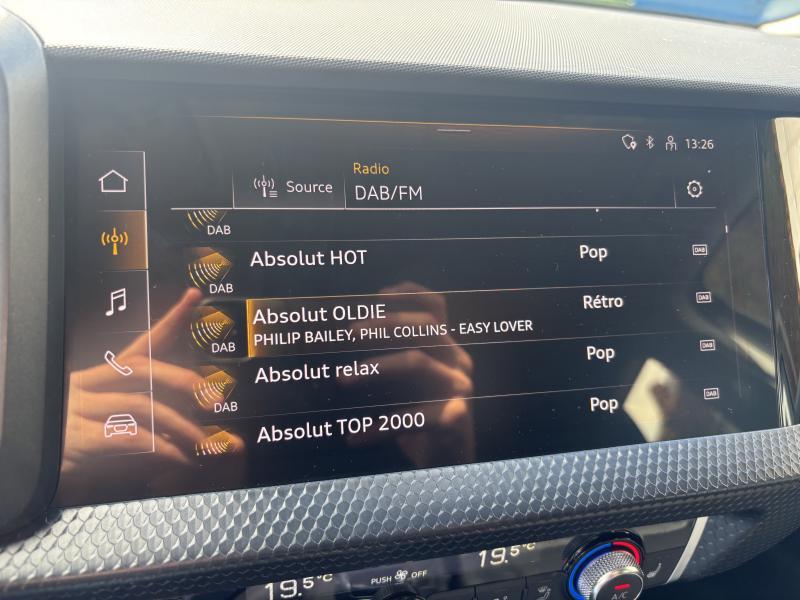 13:26
Radio
Source DAB/FM
DAB
Absolut HOT Pop DAB
DAB
Absolut OLDIE Rétro DAB
PHILIP BAILEY, PHIL COLLINS - EASY LOVER
DAB
Absolut relax Pop DAB
DAB
Absolut TOP 2000 Pop DAB
19.5°C PUSH OFF 19.5°C
A/C